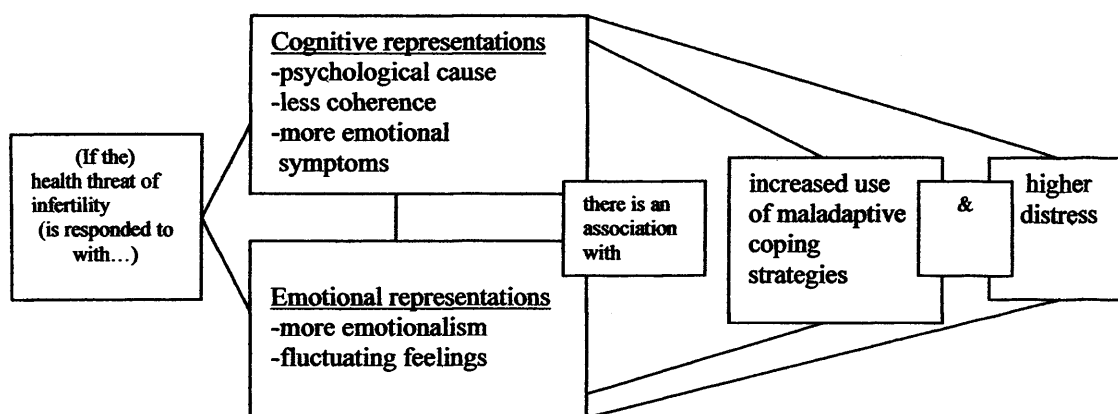 (If the)
health threat of
infertility
(is responded to
with...)
Cognitive representations
-psychological cause
-less coherence
-more emotional
symptoms
Emotional representations
-more emotionalism
-fluctuating feelings
there is an
association
with
increased use
of maladaptive
coping
strategies
&
higher
distress